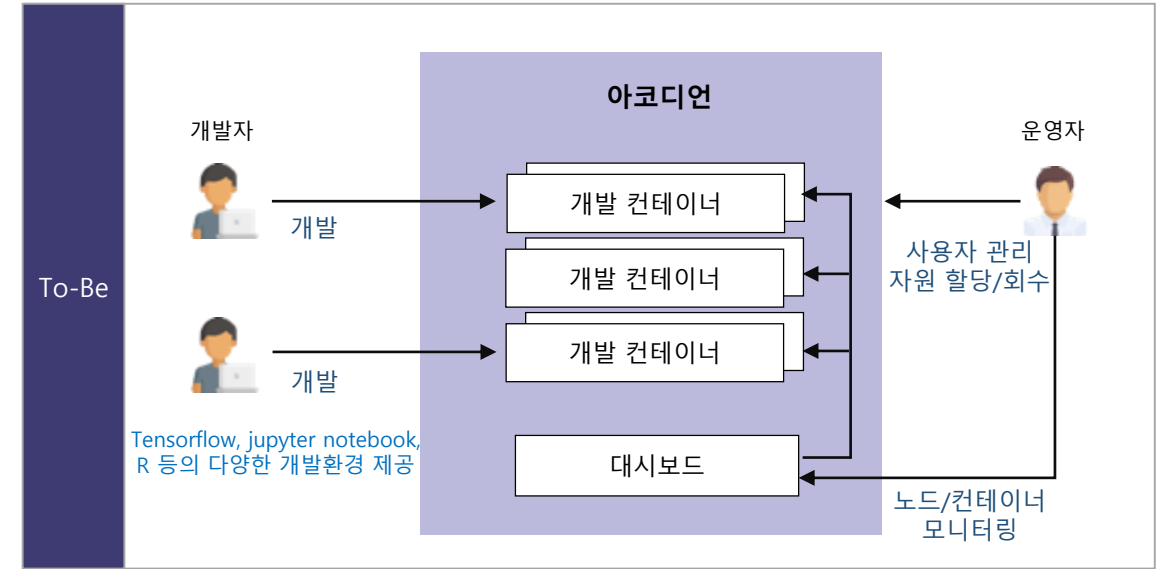 To-Be
아코디언
개발자
운영자
개발 컨테이너
개발
사용자 관리
자원 할당/회수
개발 컨테이너
개발 컨테이너
개발
Tensorflow, jupyter notebook,
R 등의 다양한 개발환경 제공
대시보드
노드/컨테이너
모니터링